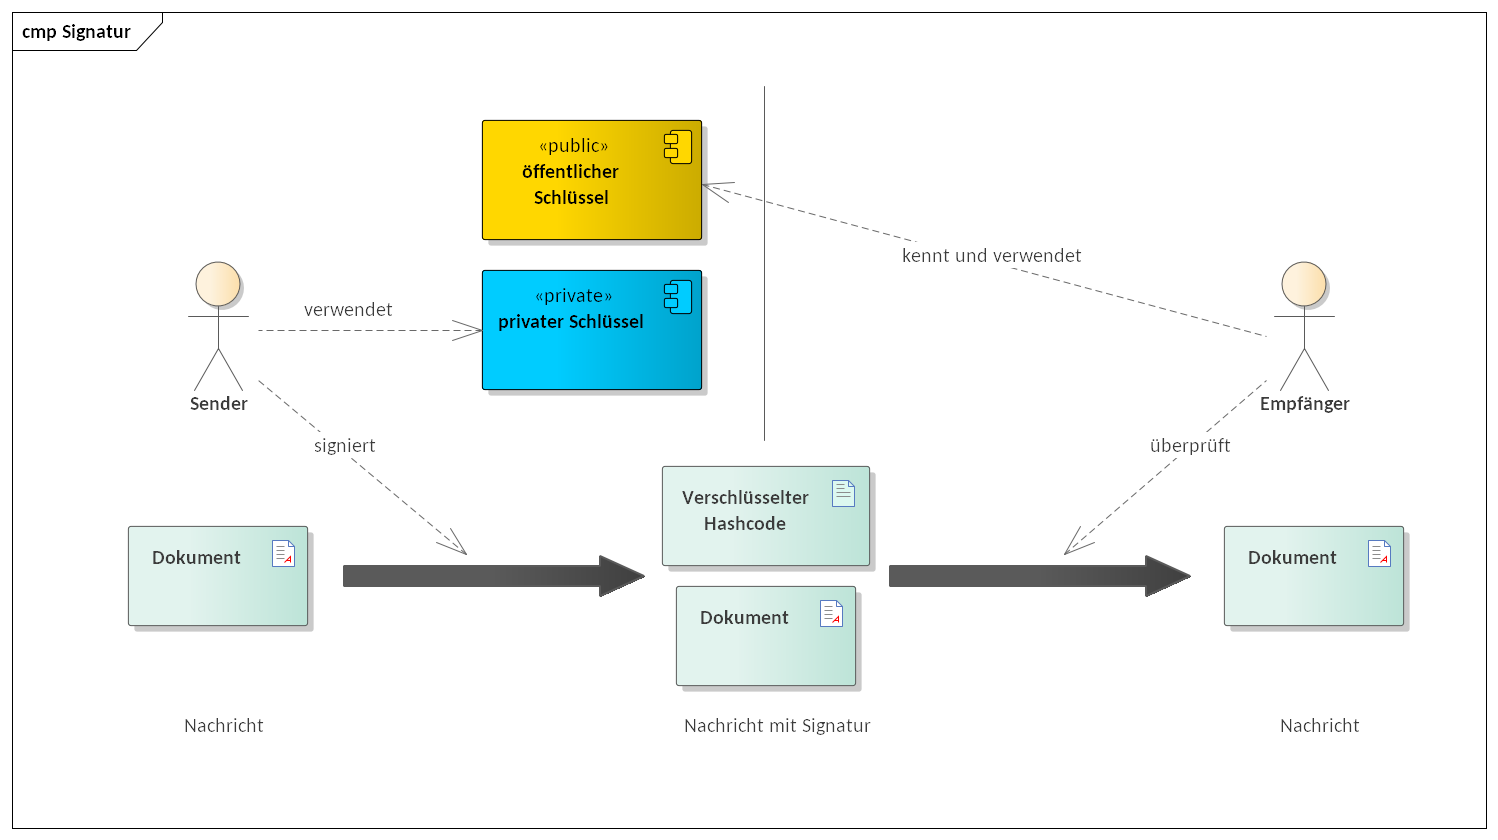 cmp Signatur
«public»
öffentlicher
Schlüssel
kennt und verwendet
«private»
privater Schlüssel
verwendet
Sender
Empfänger
signiert
überprüft
Verschlüsselter
Hashcode
Dokument
Dokument
Dokument
Nachricht
Nachricht mit Signatur
Nachricht